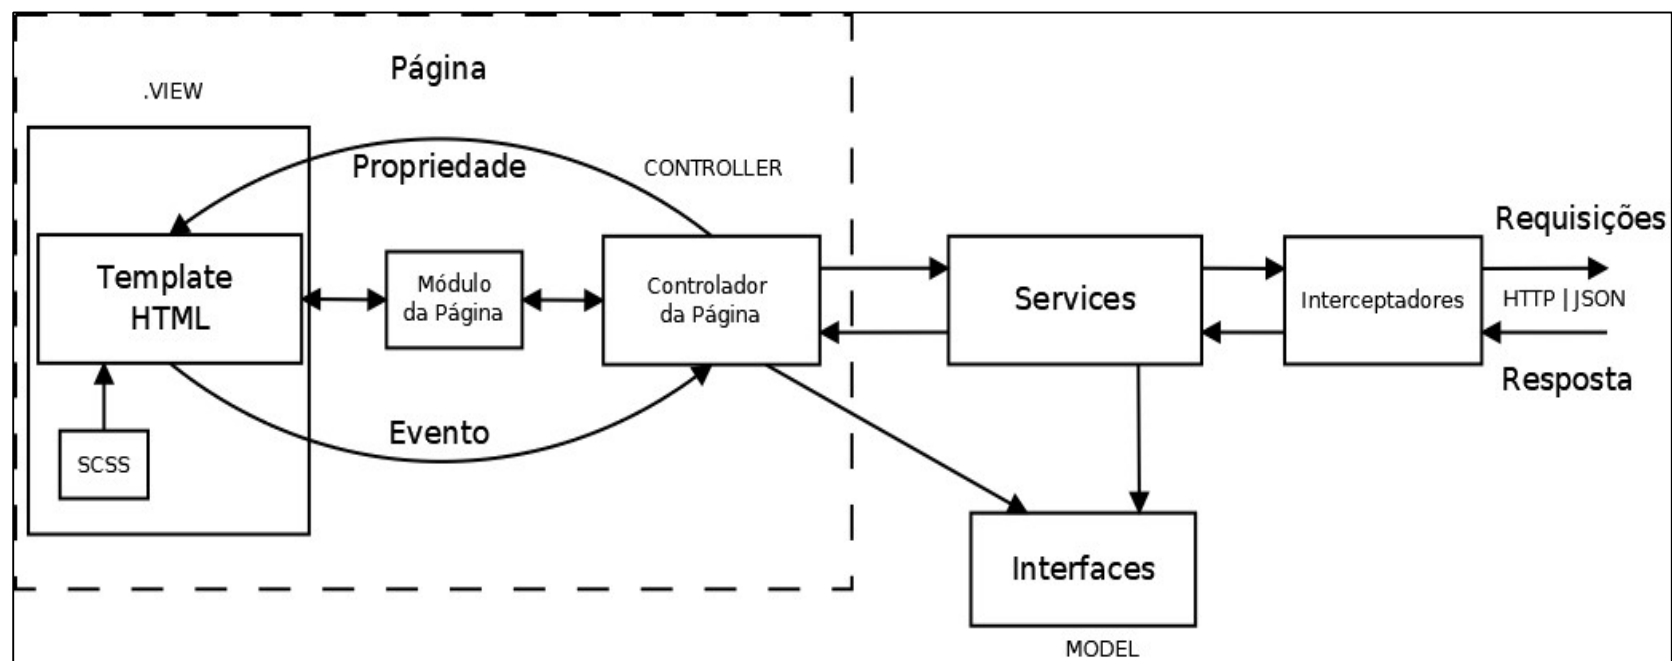 Página
.VIEW
Propriedade
CONTROLLER
Template
HTML
Módulo
da Página
Controlador
da Página
Services
Interceptadores
Requisições
HTTP | JSON
Resposta
Evento
SCSS
Interfaces
MODEL